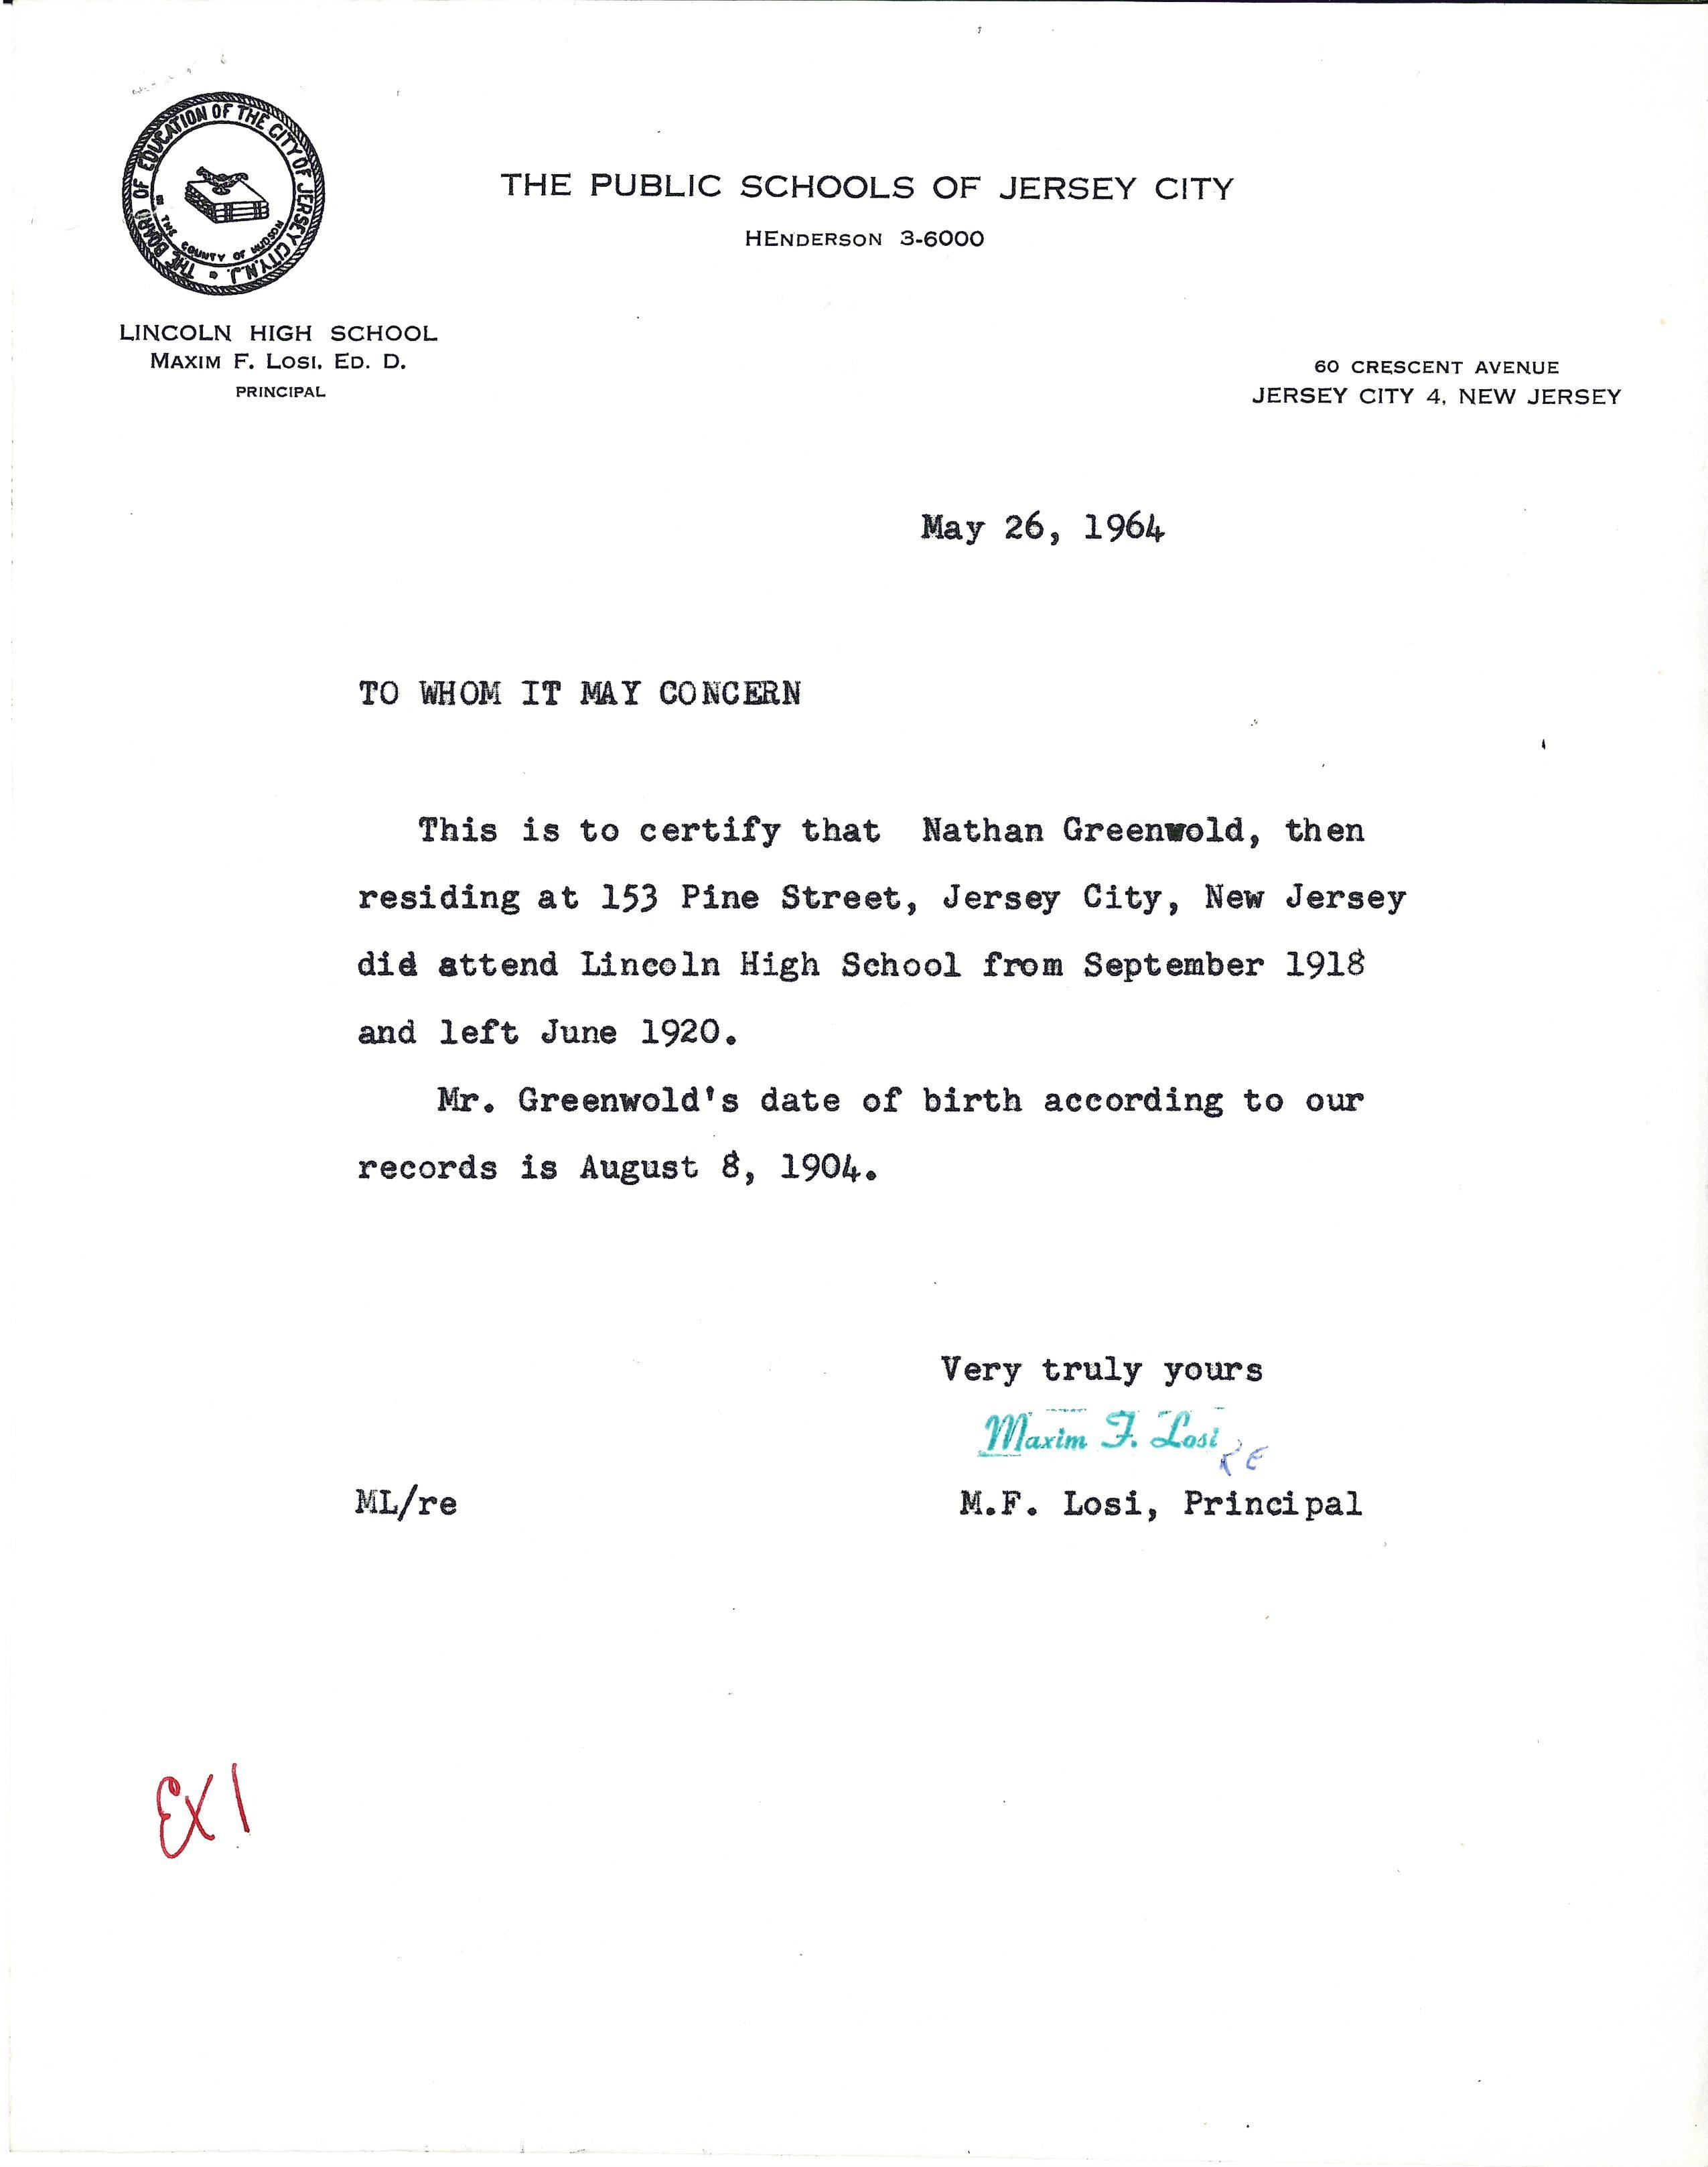 THE BOARD OF EDUCATION OF THE CITY OF JERSEY CITY, N.J.
IN THE COUNTY OF HUDSON
THE PUBLIC SCHOOLS OF JERSEY CITY
HENDERSON 3-6000
LINCOLN HIGH SCHOOL
MAXIM F. LOSI, ED. D.
PRINCIPAL
60 CRESCENT AVENUE
JERSEY CITY 4, NEW JERSEY
May 26, 1964
TO WHOM IT MAY CONCERN
This is to certify that Nathan Greenwold, then
residing at 153 Pine Street, Jersey City, New Jersey
did attend Lincoln High School from September 1918
and left June 1920.
Mr. Greenwold's date of birth according to our
records is August 8, 1904.
Very truly yours
Maxim F. Losi RE
ML/re
M.F. Losi, Principal
EX 1